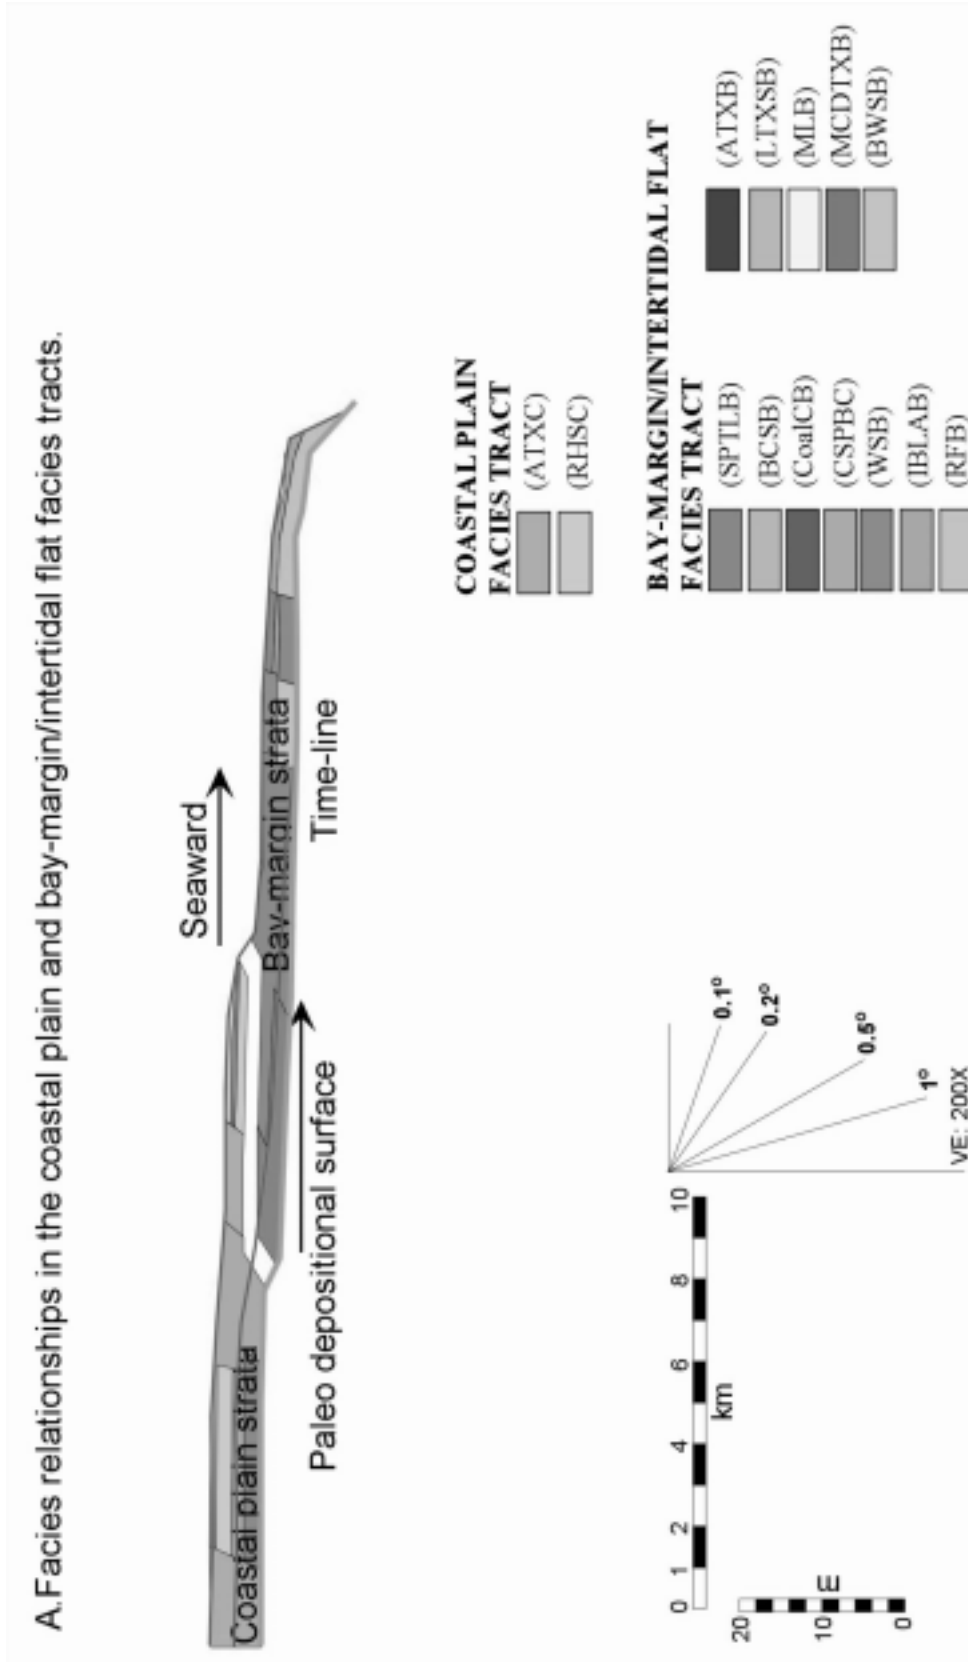 A.Facies relationships in the coastal plain and bay-margin/intertidal flat facies tracts.
Seaward
Coastal plain strata
Bay-margin strata
Paleo depositional surface
Time-line
COASTAL PLAIN
FACIES TRACT
(ATXC)
(RHSC)
BAY-MARGIN/INTERTIDAL FLAT
FACIES TRACT
(SPTLB)
(BCSB)
(CoalCB)
(CSPBC)
(WSB)
(IBLAB)
(RFB)
(ATXB)
(LTXSB)
(MLB)
(MCDTXB)
(BWSB)
0 1 2 4 6 8 10
km
20
10
0
m
0.1°
0.2°
0.5°
1°
VE: 200X